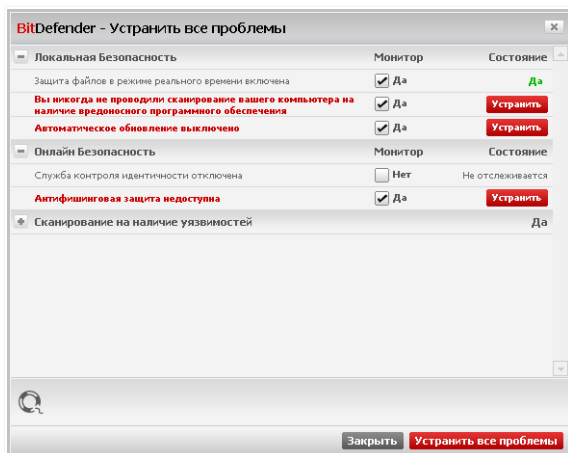 BitDefender - Устранить все проблемы
Локальная Безопасность Монитор Состояние
Защита файлов в режиме реального времени включена Да Да
Вы никогда не проводили сканирование вашего компьютера на
наличие вредоносного программного обеспечения Да Устранить
Автоматическое обновление выключено Да Устранить
Онлайн Безопасность Монитор Состояние
Служба контроля идентичности отключена Нет Не отслеживается
Антифишинговая защита недоступна Да Устранить
Сканирование на наличие уязвимостей Да
Закрыть Устранить все проблемы